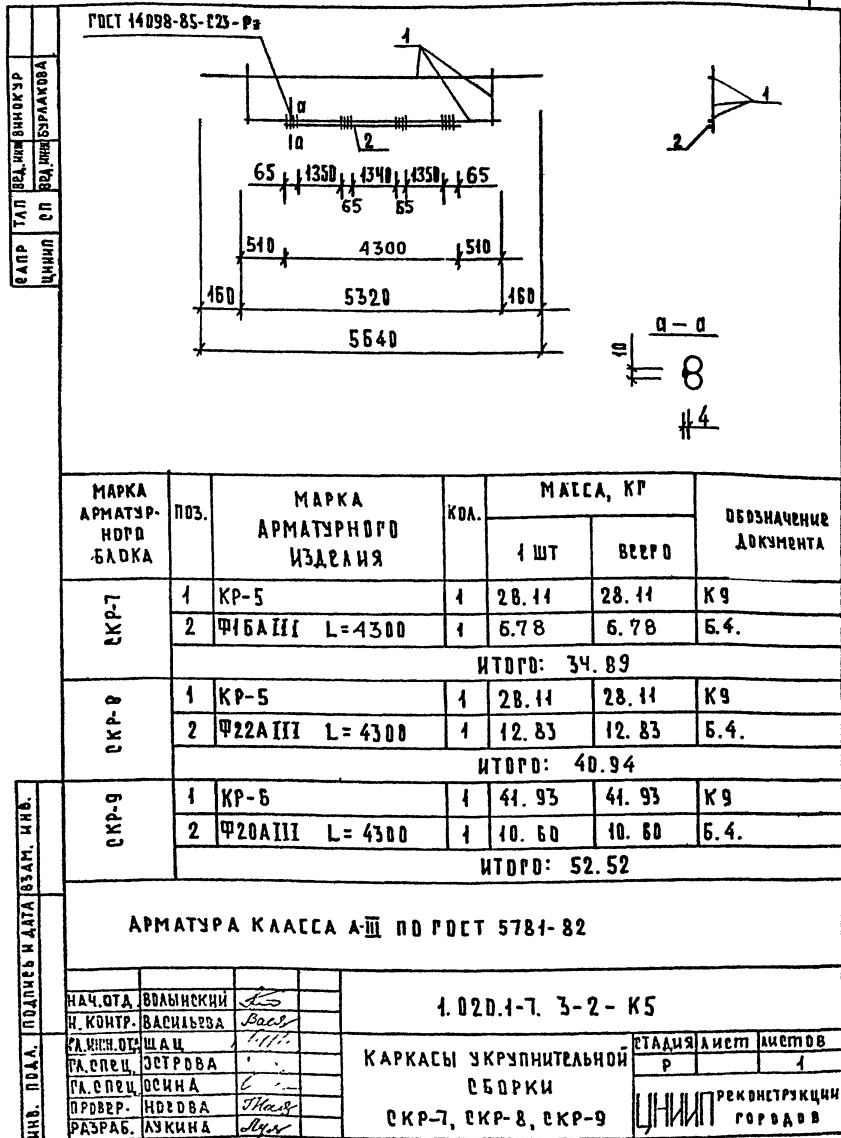 ГОСТ 14098-85-С23-Рэ
1
а
а
2
1
2
65 1350 1340 1350 65
65 65
510 4300 510
160 5320 160
5640
а – а
10
4
САПР ТАП ВЕД.ИНЖ ВИНОКУР
ЦНИИП СП ВЕД.ИНЖ БУРЛАКОВА
МАРКА АРМАТУР- НОГО БЛОКА ПОЗ. МАРКА АРМАТУРНОГО ИЗДЕЛИЯ КОЛ. МАССА, КГ ОБОЗНАЧЕНИЕ ДОКУМЕНТА
1 ШТ ВСЕГО
СКР-7
1 КР-5 1 28.11 28.11 К9
2 Ф16АIII L=4300 1 6.78 6.78 Б.4.
ИТОГО: 34.89
СКР-8
1 КР-5 1 28.11 28.11 К9
2 Ф22АIII L=4300 1 12.83 12.83 Б.4.
ИТОГО: 40.94
СКР-9
1 КР-6 1 41.93 41.93 К9
2 Ф20АIII L=4300 1 10.60 10.60 Б.4.
ИТОГО: 52.52
АРМАТУРА КЛАССА А-III ПО ГОСТ 5781-82
ИНВ. ПОДЛ. ПОДПИСЬ И ДАТА ВЗАМ. ИНВ.
НАЧ.ОТД. ВОЛЫНСКИЙ
Н. КОНТР. ВАСИЛЬЕВА
ГЛ.ИНЖ.ОТД. ШАЦ
ГЛ.СПЕЦ. ЭСТРОВА
ГЛ.СПЕЦ. ОСИНА
ПРОВЕР. НОСОВА
РАЗРАБ. ЛУКИНА
1.020.1-7. 3-2-К5
КАРКАСЫ УКРУПНИТЕЛЬНОЙ
СБОРКИ
СКР-7, СКР-8, СКР-9
СТАДИЯ ЛИСТ ЛИСТОВ
Р 1
ЦНИИП РЕКОНСТРУКЦИИ
ГОРОДОВ